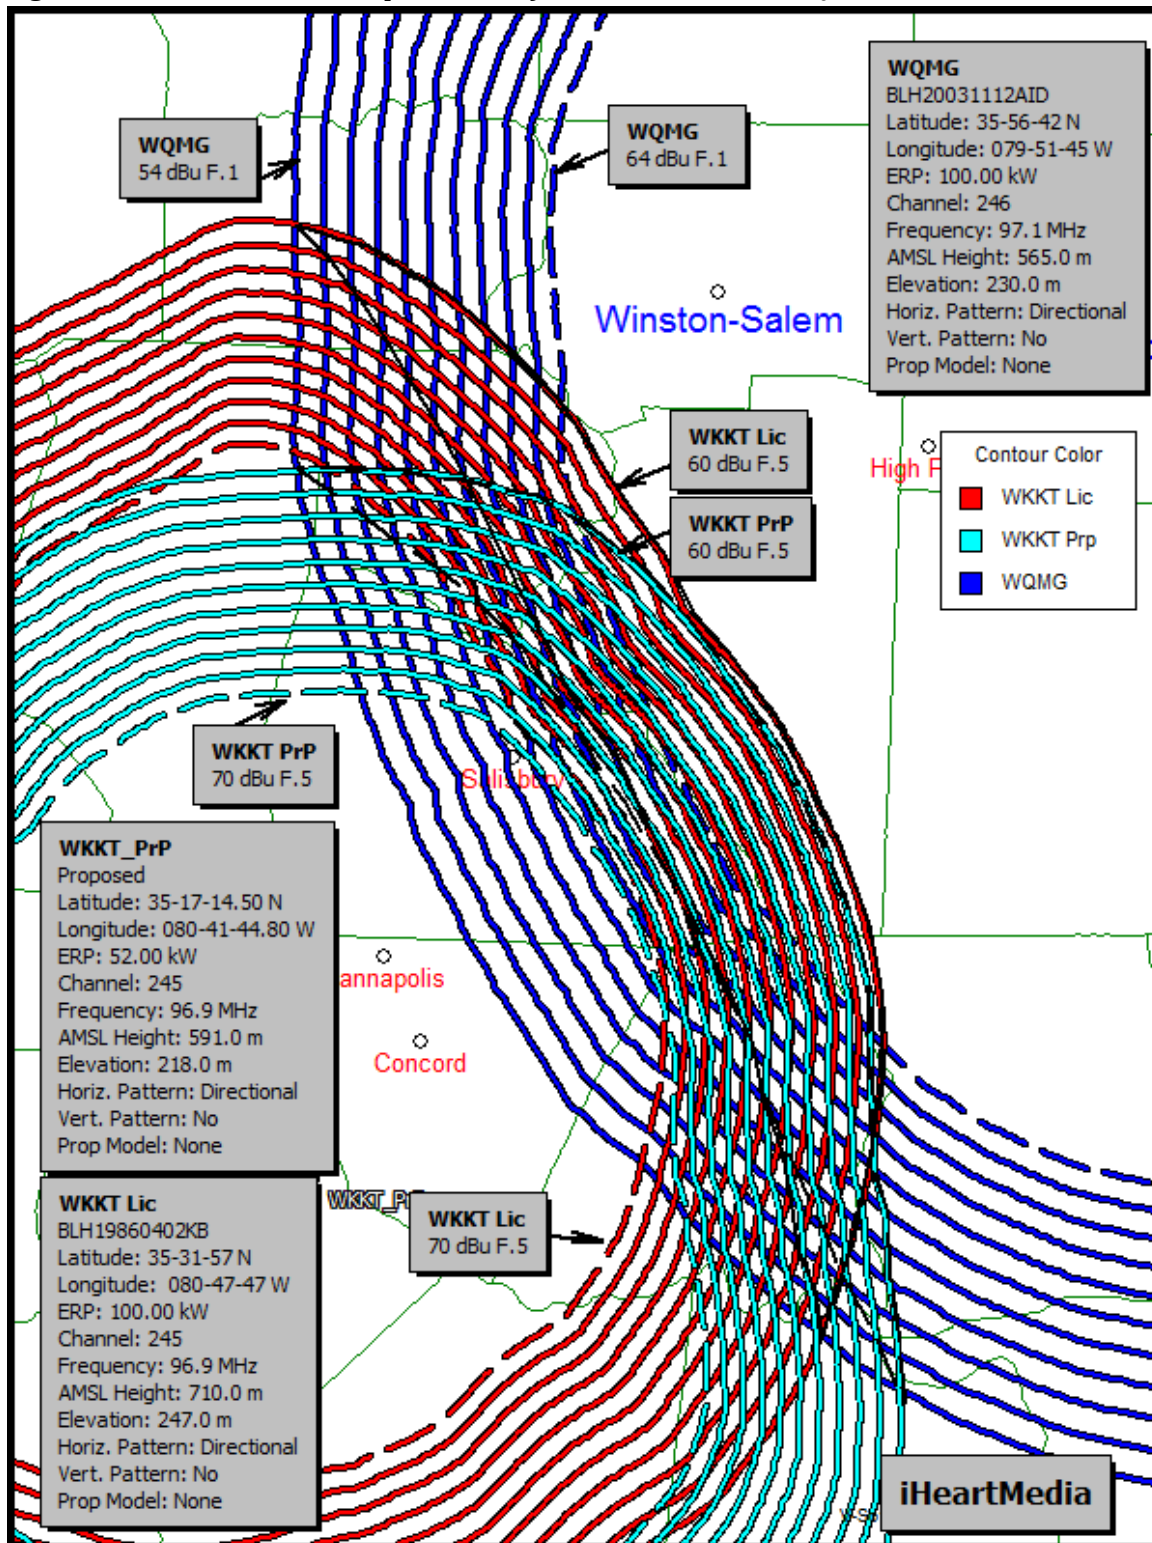 WQMG
54 dBu F.1
WQMG
64 dBu F.1
WQMG
BLH20031112AID
Latitude: 35-56-42 N
Longitude: 079-51-45 W
ERP: 100.00 kW
Channel: 246
Frequency: 97.1 MHz
AMSL Height: 565.0 m
Elevation: 230.0 m
Horiz. Pattern: Directional
Vert. Pattern: No
Prop Model: None
Winston-Salem
WKKT Lic
60 dBu F.5
High P
Contour Color
WKKT Lic
WKKT Prp
WQMG
WKKT PrP
60 dBu F.5
WKKT PrP
70 dBu F.5
Salisbury
WKKT_PrP
Proposed
Latitude: 35-17-14.50 N
Longitude: 080-41-44.80 W
ERP: 52.00 kW
Channel: 245
Frequency: 96.9 MHz
AMSL Height: 591.0 m
Elevation: 218.0 m
Horiz. Pattern: Directional
Vert. Pattern: No
Prop Model: None
annapolis
Concord
WKKT Lic
BLH19860402KB
Latitude: 35-31-57 N
Longitude: 080-47-47 W
ERP: 100.00 kW
Channel: 245
Frequency: 96.9 MHz
AMSL Height: 710.0 m
Elevation: 247.0 m
Horiz. Pattern: Directional
Vert. Pattern: No
Prop Model: None
WKKT_Pr
WKKT Lic
70 dBu F.5
iHeartMedia